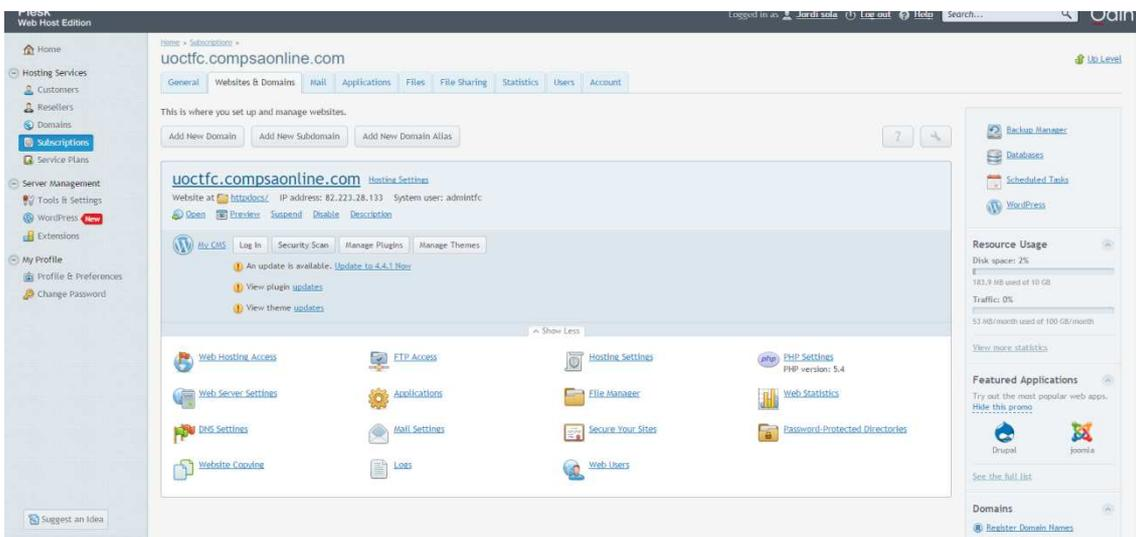 Plesk
Web Host Edition
Logged in as Jordi sola Log out Help Search...
Odin
Home
Hosting Services
Customers
Resellers
Domains
Subscriptions
Service Plans
Server Management
Tools & Settings
WordPress New
Extensions
My Profile
Profile & Preferences
Change Password
Suggest an Idea
Home > Subscriptions >
uoctfc.compsaonline.com
Up Level
General Websites & Domains Mail Applications Files File Sharing Statistics Users Account
This is where you set up and manage websites.
Add New Domain Add New Subdomain Add New Domain Alias ?
uoctfc.compsaonline.com Hosting Settings
Website at httpdocs/ IP address: 82.223.28.133 System user: admintfc
Open Preview Suspend Disable Description
My CMS Log In Security Scan Manage Plugins Manage Themes
An update is available. Update to 4.4.1 Now
View plugin updates
View theme updates
Show Less
Web Hosting Access FTP Access Hosting Settings php PHP Settings
PHP version: 5.4
Web Server Settings Applications File Manager Web Statistics
DNS Settings Mail Settings Secure Your Sites Password-Protected Directories
Website Copying Logs Web Users
Backup Manager
Databases
Scheduled Tasks
WordPress
Resource Usage
Disk space: 2%
183.9 MB used of 10 GB
Traffic: 0%
53 MB/month used of 100 GB/month
View more statistics
Featured Applications
Try out the most popular web apps.
Hide this promo
Drupal Joomla
See the full list
Domains
Register Domain Names